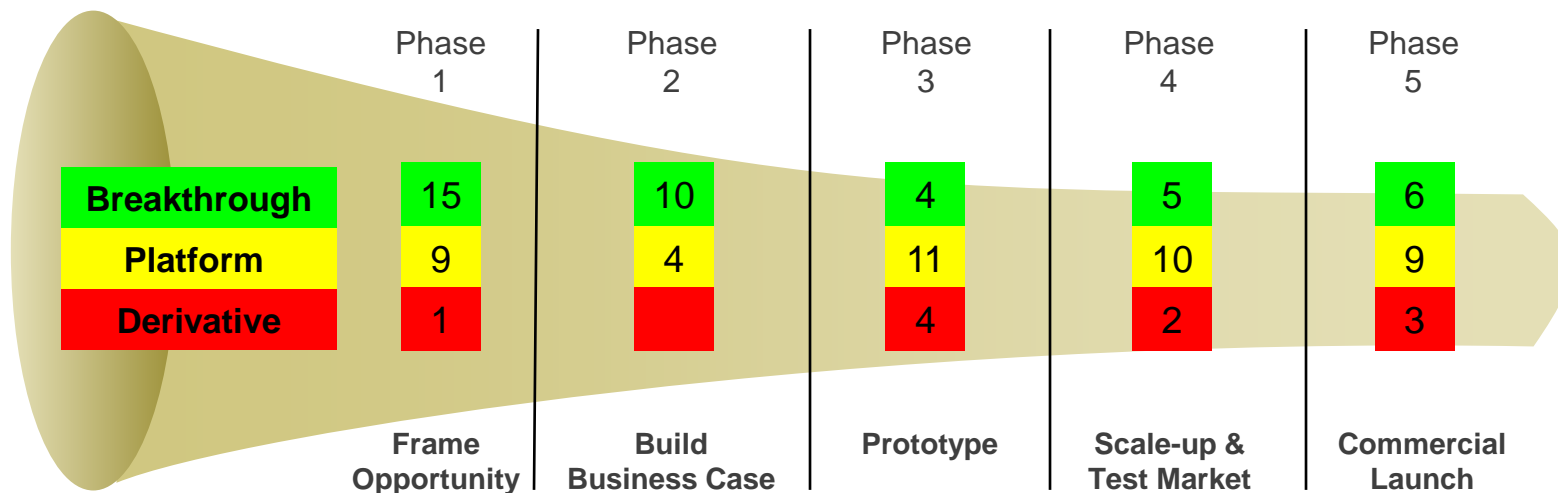 Phase Phase Phase Phase Phase
1 2 3 4 5
Breakthrough 15 10 4 5 6
Platform 9 4 11 10 9
Derivative 1 4 2 3
Frame Build Prototype Scale-up & Commercial
Opportunity Business Case Test Market Launch